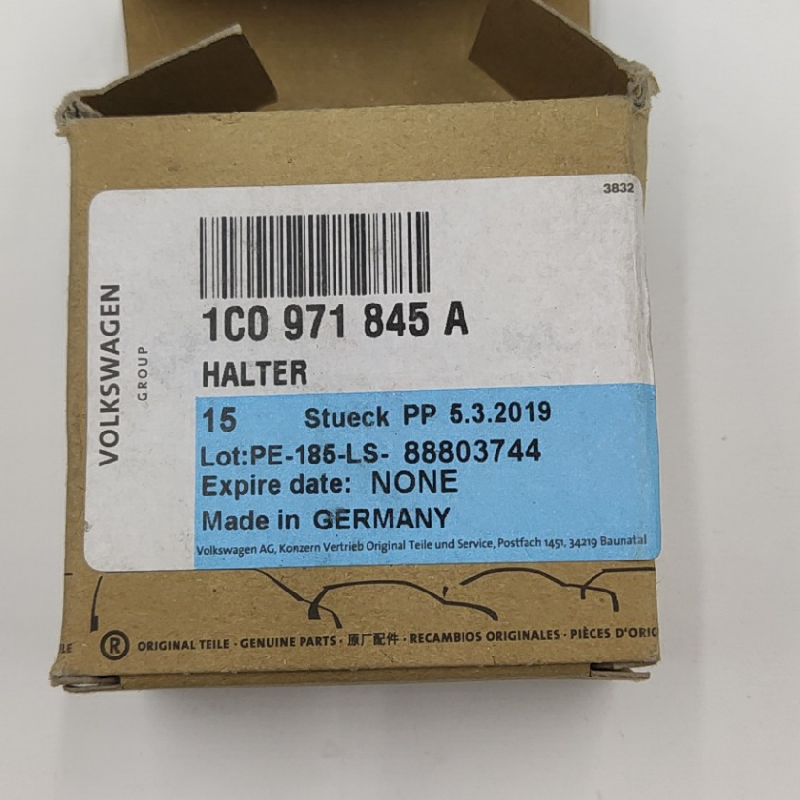 3832
VOLKSWAGEN
GROUP
1C0 971 845 A
HALTER
15 Stueck PP 5.3.2019
Lot:PE-185-LS- 88803744
Expire date: NONE
Made in GERMANY
Volkswagen AG, Konzern Vertrieb Original Teile und Service, Postfach 1451, 34219 Baunatal
® ORIGINAL TEILE · GENUINE PARTS · 原厂配件 · RECAMBIOS ORIGINALES · PIÈCES D'ORIG